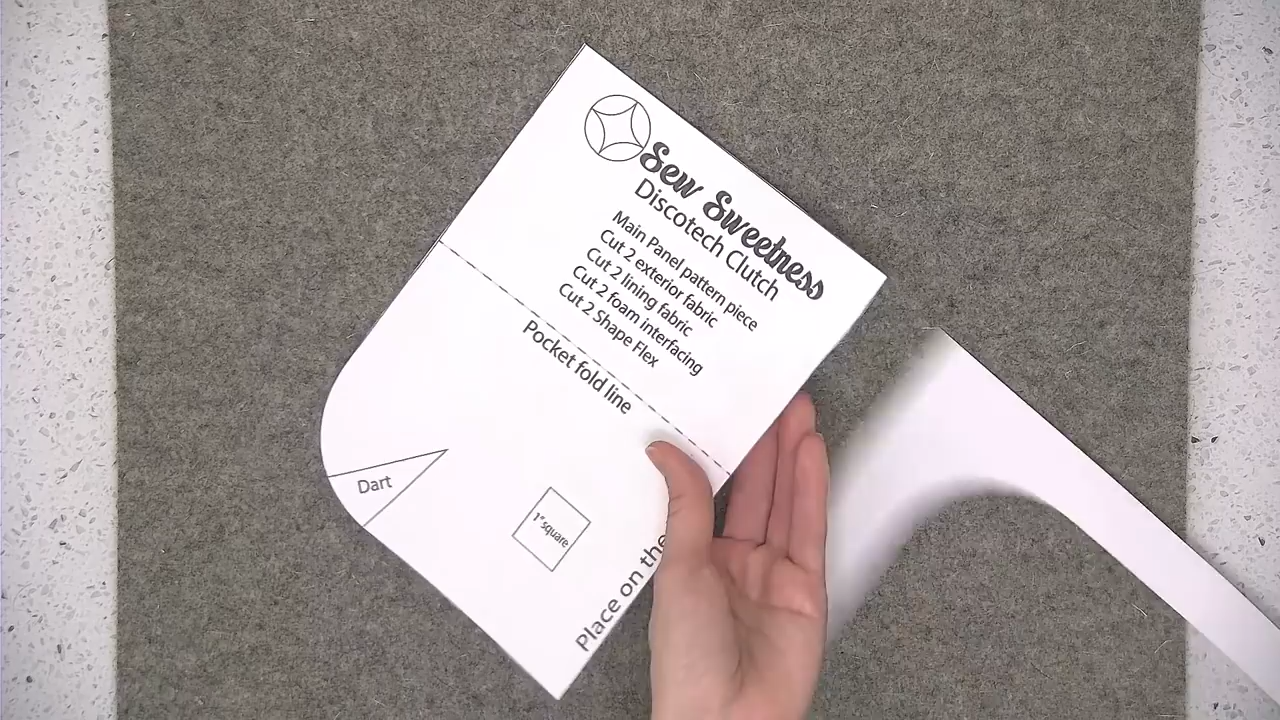 Sew Sweetness
Discotech Clutch
Main Panel pattern piece
Cut 2 exterior fabric
Cut 2 lining fabric
Cut 2 foam interfacing
Cut 2 Shape Flex
Pocket fold line
Dart
1" square
Place on the